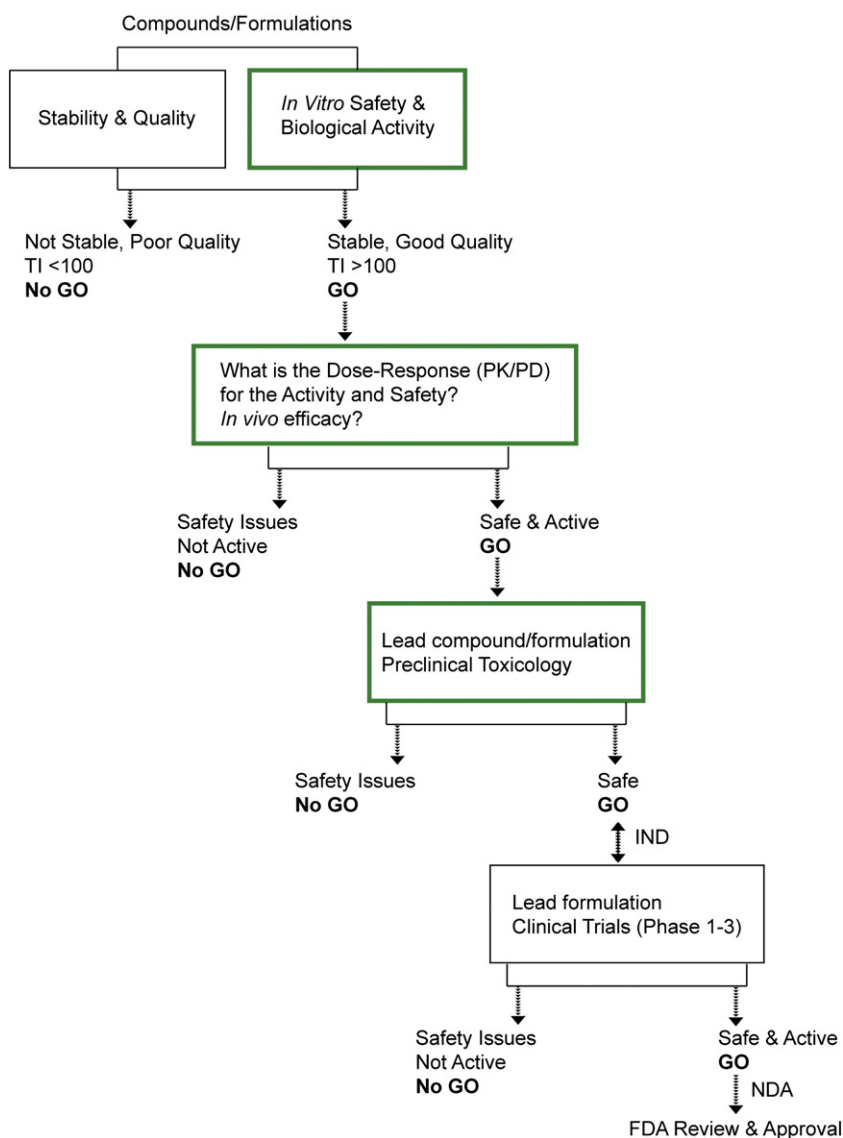 Compounds/Formulations
Stability & Quality
In Vitro Safety &
Biological Activity
Not Stable, Poor Quality
TI <100
No GO
Stable, Good Quality
TI >100
GO
What is the Dose-Response (PK/PD)
for the Activity and Safety?
In vivo efficacy?
Safety Issues
Not Active
No GO
Safe & Active
GO
Lead compound/formulation
Preclinical Toxicology
Safety Issues
No GO
Safe
GO
IND
Lead formulation
Clinical Trials (Phase 1-3)
Safety Issues
Not Active
No GO
Safe & Active
GO
NDA
FDA Review & Approval